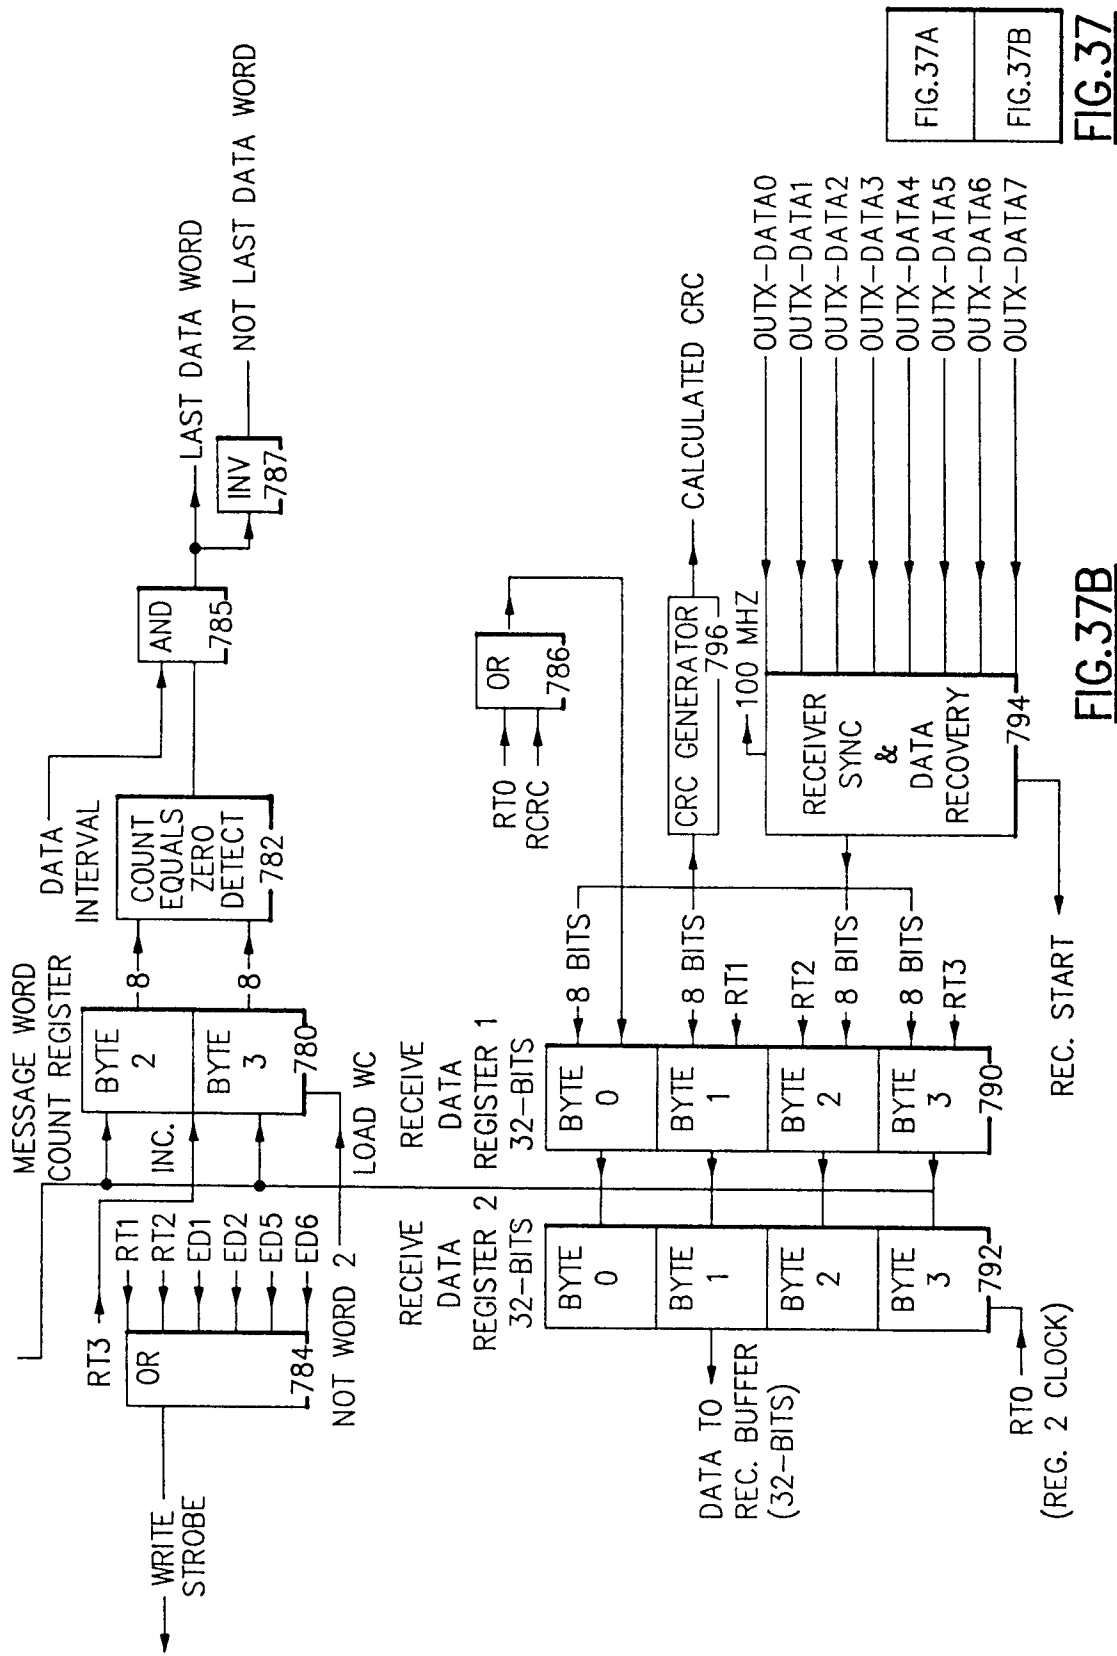 MESSAGE WORD
COUNT REGISTER
DATA
INTERVAL
RT3
INC.
BYTE
2
BYTE
3
780
8
8
COUNT
EQUALS
ZERO
DETECT
782
AND
785
LAST DATA WORD
INV
787
NOT LAST DATA WORD
WRITE
STROBE
OR
784
RT1
RT2
ED1
ED2
ED5
ED6
NOT WORD 2
LOAD WC
RECEIVE
DATA
REGISTER 2
32-BITS
BYTE
0
BYTE
1
BYTE
2
BYTE
3
792
RECEIVE
DATA
REGISTER 1
32-BITS
BYTE
0
BYTE
1
BYTE
2
BYTE
3
790
DATA TO
REC. BUFFER
(32-BITS)
RT0
(REG. 2 CLOCK)
8 BITS
8 BITS
RT1
RT2
8 BITS
8 BITS
RT3
RT0
RCRC
OR
786
CRC GENERATOR
796
CALCULATED CRC
100 MHZ
RECEIVER
SYNC
&
DATA
RECOVERY
794
REC. START
OUTX-DATA0
OUTX-DATA1
OUTX-DATA2
OUTX-DATA3
OUTX-DATA4
OUTX-DATA5
OUTX-DATA6
OUTX-DATA7
FIG.37B
FIG.37A
FIG.37B
FIG.37